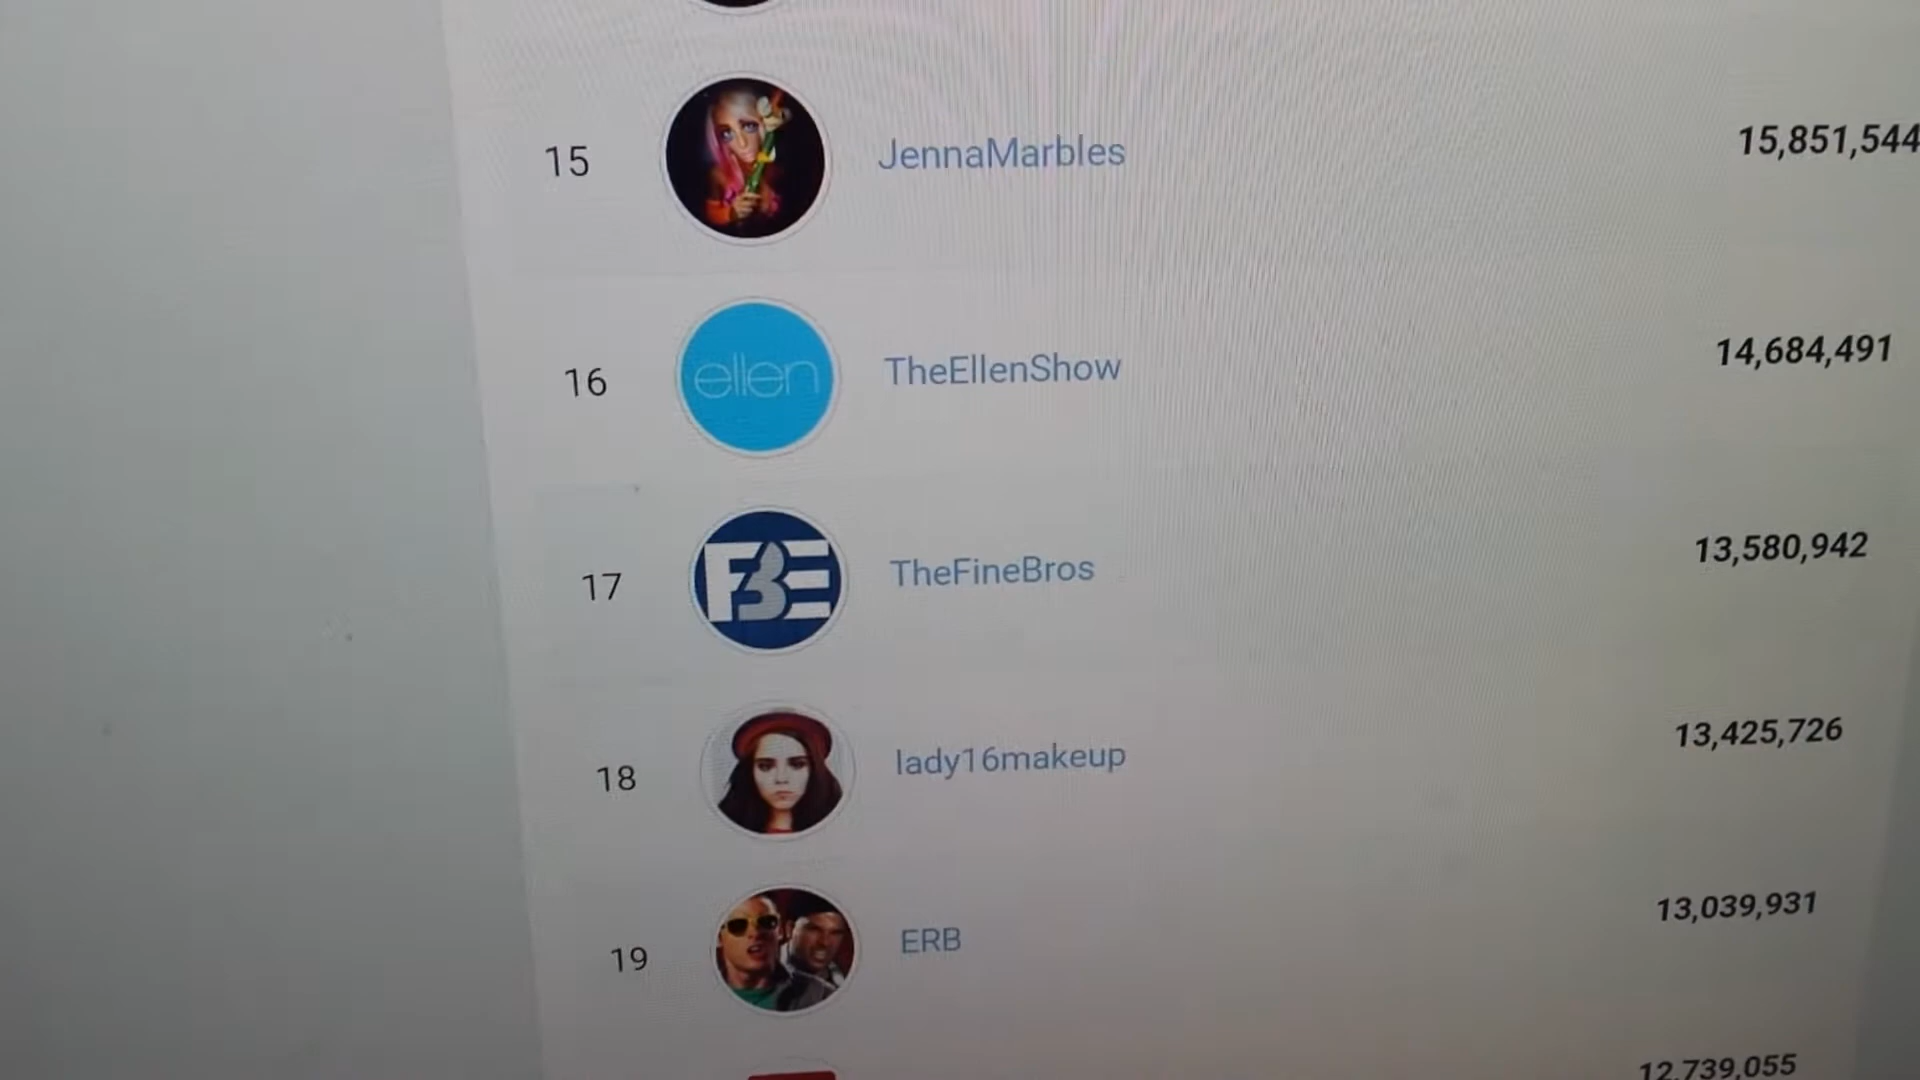 15 JennaMarbles 15,851,544
16 ellen TheEllenShow 14,684,491
17 FBE TheFineBros 13,580,942
18 lady16makeup 13,425,726
19 ERB 13,039,931
12,739,055